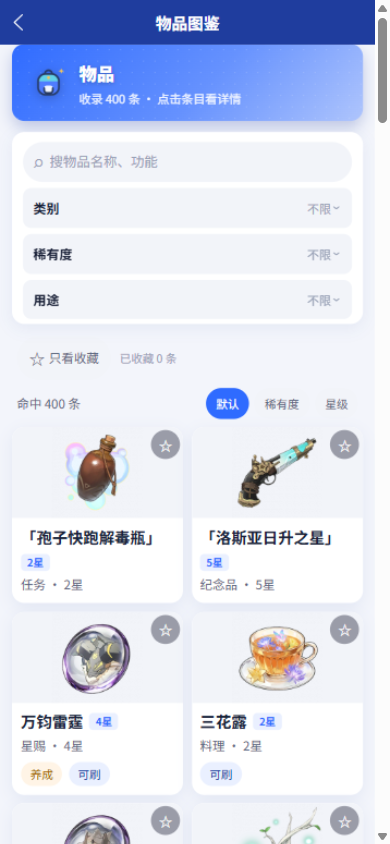 物品图鉴
物品
收录 400 条 · 点击条目看详情
搜物品名称、功能
类别 不限
稀有度 不限
用途 不限
☆ 只看收藏 已收藏 0 条
命中 400 条 默认 稀有度 星级
「孢子快跑解毒瓶」
2星
任务 · 2星
「洛斯亚日升之星」
5星
纪念品 · 5星
万钧雷霆 4星
星赐 · 4星
养成 可刷
三花露 2星
料理 · 2星
可刷